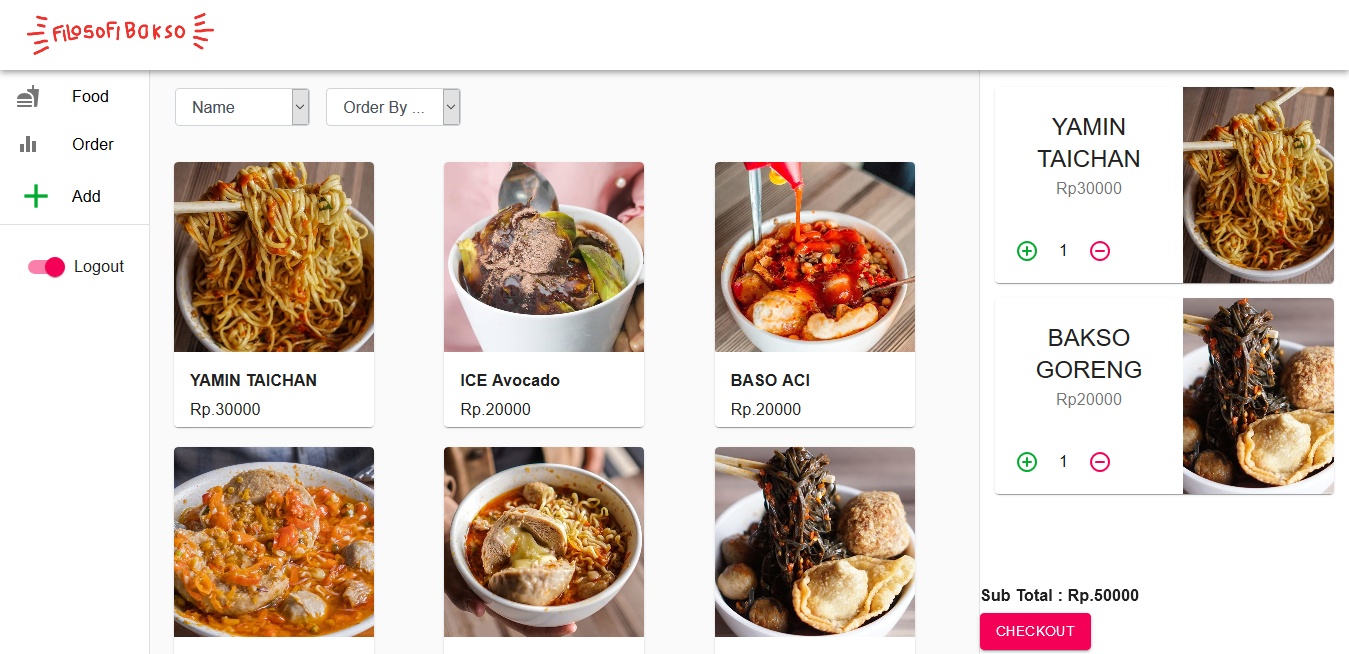 FiLosoFi Bakso
Food
Order
Add
Logout
Name
Order By ...
YAMIN TAICHAN
Rp.30000
ICE Avocado
Rp.20000
BASO ACI
Rp.20000
YAMIN
TAICHAN
Rp30000
1
BAKSO
GORENG
Rp20000
1
Sub Total : Rp.50000
CHECKOUT